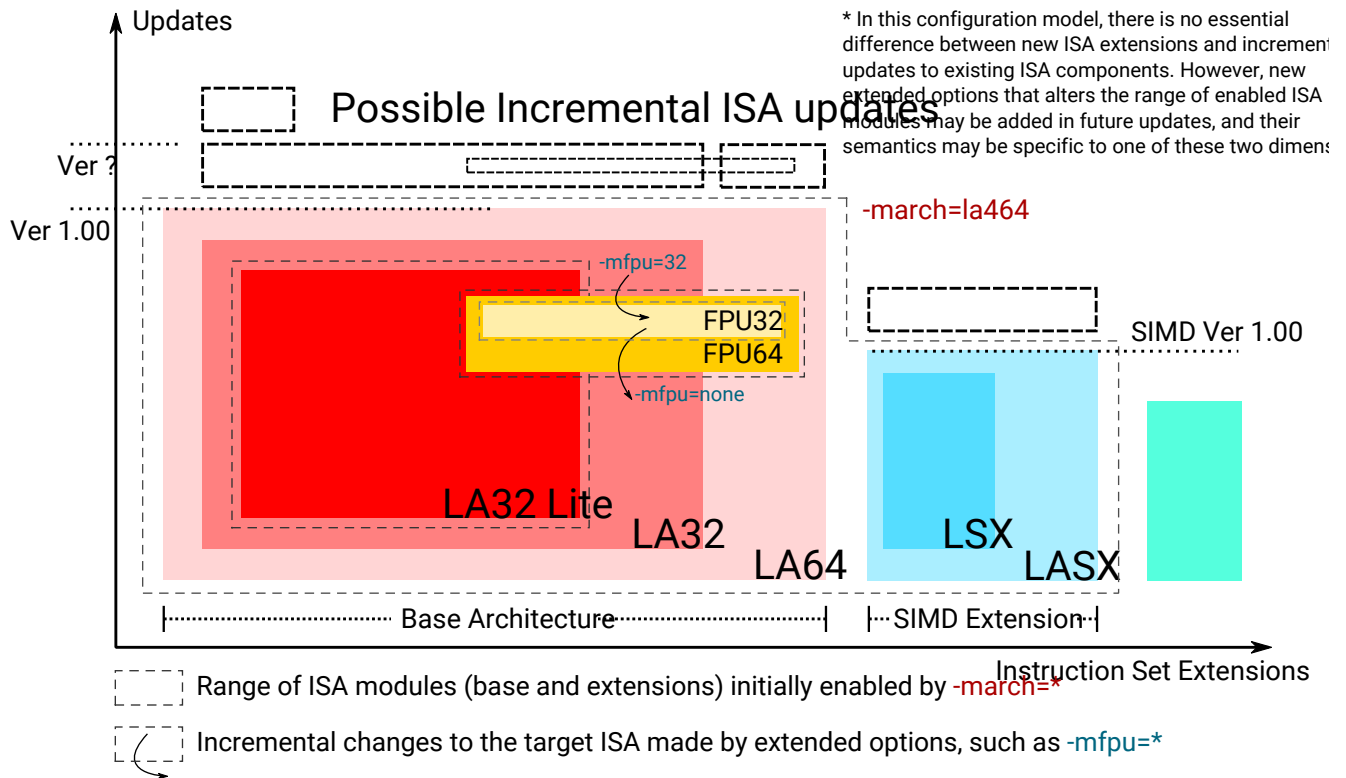 Updates
* In this configuration model, there is no essential
difference between new ISA extensions and increment
updates to existing ISA components. However, new
extended options that alters the range of enabled ISA
modules may be added in future updates, and their
semantics may be specific to one of these two dimens
Possible Incremental ISA updates
Ver ?
Ver 1.00
-march=la464
-mfpu=32
FPU32
FPU64
-mfpu=none
SIMD Ver 1.00
LA32 Lite
LA32
LA64
LSX
LASX
Base Architecture
SIMD Extension
Instruction Set Extensions
Range of ISA modules (base and extensions) initially enabled by -march=*
Incremental changes to the target ISA made by extended options, such as -mfpu=*